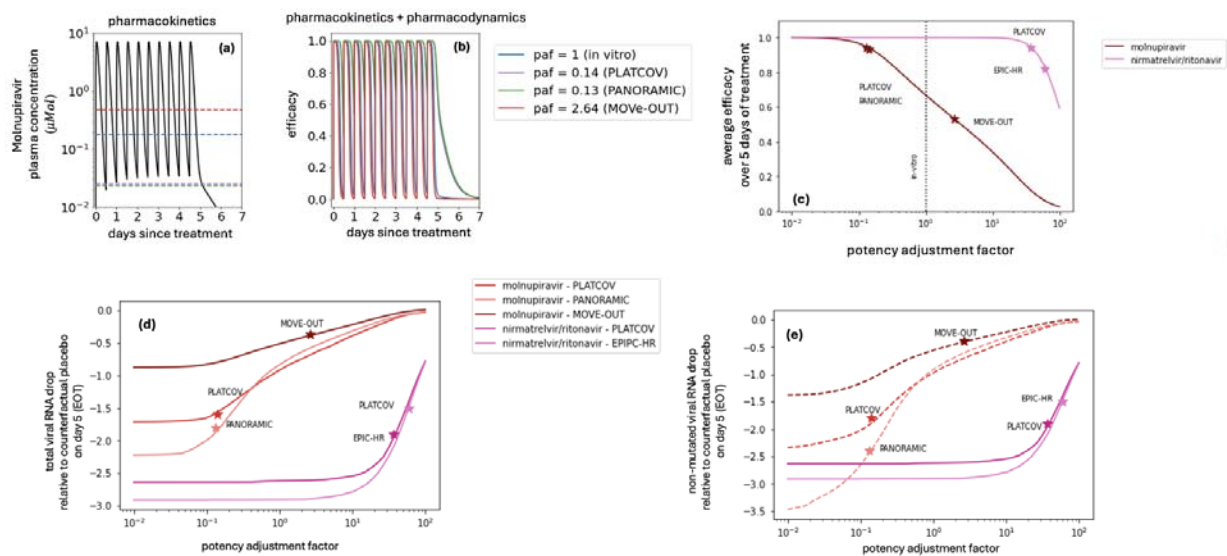 pharmacokinetics
(a)
Molnupiravir
plasma concentration
(μMol)
10¹
10⁰
10⁻¹
10⁻²
0 1 2 3 4 5 6 7
days since treatment
pharmacokinetics + pharmacodynamics
(b)
efficacy
1.0
0.8
0.6
0.4
0.2
0.0
0 1 2 3 4 5 6 7
days since treatment
paf = 1 (in vitro)
paf = 0.14 (PLATCOV)
paf = 0.13 (PANORAMIC)
paf = 2.64 (MOVe-OUT)
average efficacy
over 5 days of treatment
1.0
0.8
0.6
0.4
0.2
0.0
PLATCOV
EPIC-HR
PLATCOV
PANORAMIC
MOVE-OUT
in-vitro
(c)
10⁻² 10⁻¹ 10⁰ 10¹ 10²
potency adjustment factor
molnupiravir
nirmatrelvir/ritonavir
(d)
total viral RNA drop
relative to counterfactual placebo
on day 5 (EOT)
0.0
−0.5
−1.0
−1.5
−2.0
−2.5
−3.0
MOVE-OUT
PLATCOV
PANORAMIC
PLATCOV
EPIC-HR
10⁻² 10⁻¹ 10⁰ 10¹ 10²
potency adjustment factor
molnupiravir - PLATCOV
molnupiravir - PANORAMIC
molnupiravir - MOVE-OUT
nirmatrelvir/ritonavir - PLATCOV
nirmatrelvir/ritonavir - EPIPC-HR
(e)
non-mutated viral RNA drop
relative to counterfactual placebo
on day 5 (EOT)
0.0
−0.5
−1.0
−1.5
−2.0
−2.5
−3.0
−3.5
MOVE-OUT
PLATCOV
PANORAMIC
EPIC-HR
PLATCOV
10⁻² 10⁻¹ 10⁰ 10¹ 10²
potency adjustment factor